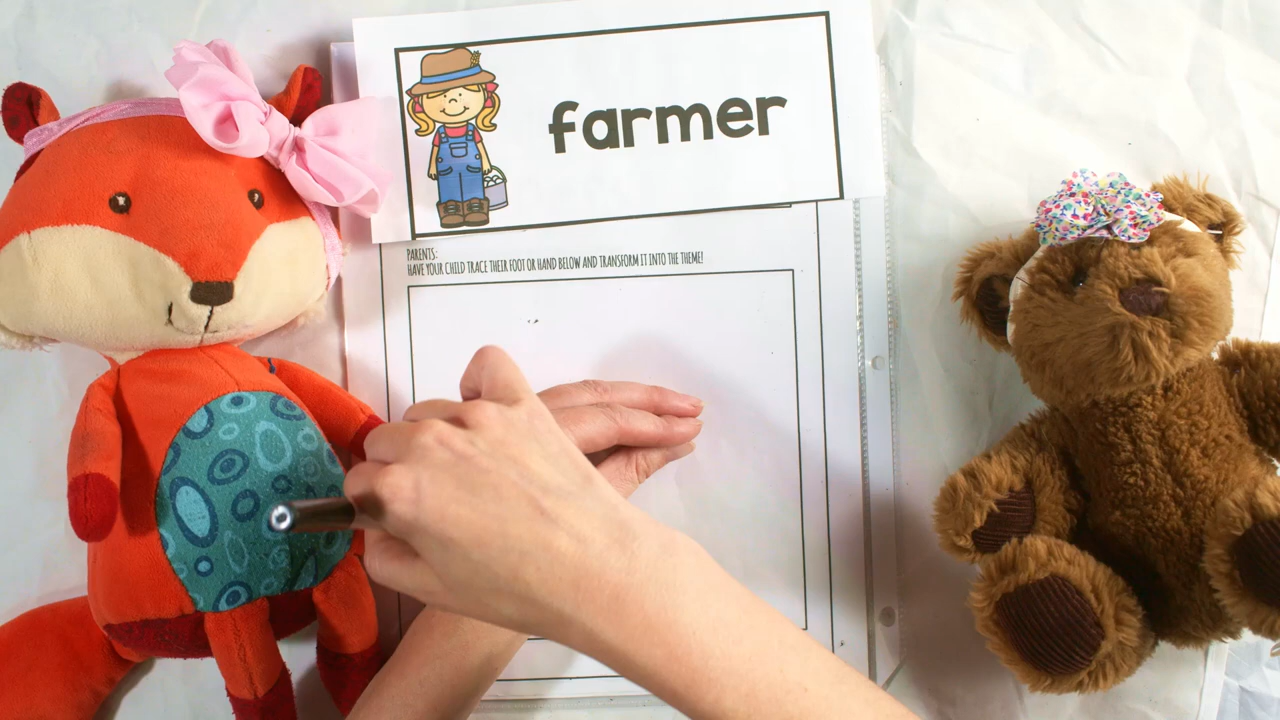 farmer
PARENTS:
HAVE YOUR CHILD TRACE THEIR FOOT OR HAND BELOW AND TRANSFORM IT INTO THE THEME!